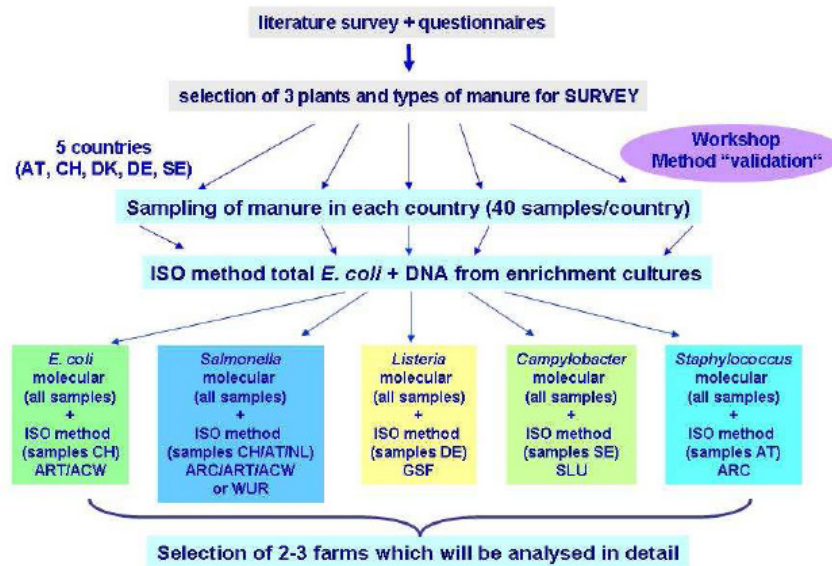 literature survey + questionnaires
selection of 3 plants and types of manure for SURVEY
5 countries
(AT, CH, DK, DE, SE)
Workshop
Method "validation“
Sampling of manure in each country (40 samples/country)
ISO method total E. coli + DNA from enrichment cultures
E. coli
molecular
(all samples)
+
ISO method
(samples CH)
ART/ACW
Salmonella
molecular
(all samples)
+
ISO method
(samples CH/AT/NL)
ARC/ART/ACW
or WUR
Listeria
molecular
(all samples)
+
ISO method
(samples DE)
GSF
Campylobacter
molecular
(all samples)
+
ISO method
(samples SE)
SLU
Staphylococcus
molecular
(all samples)
+
ISO method
(samples AT)
ARC
Selection of 2-3 farms which will be analysed in detail